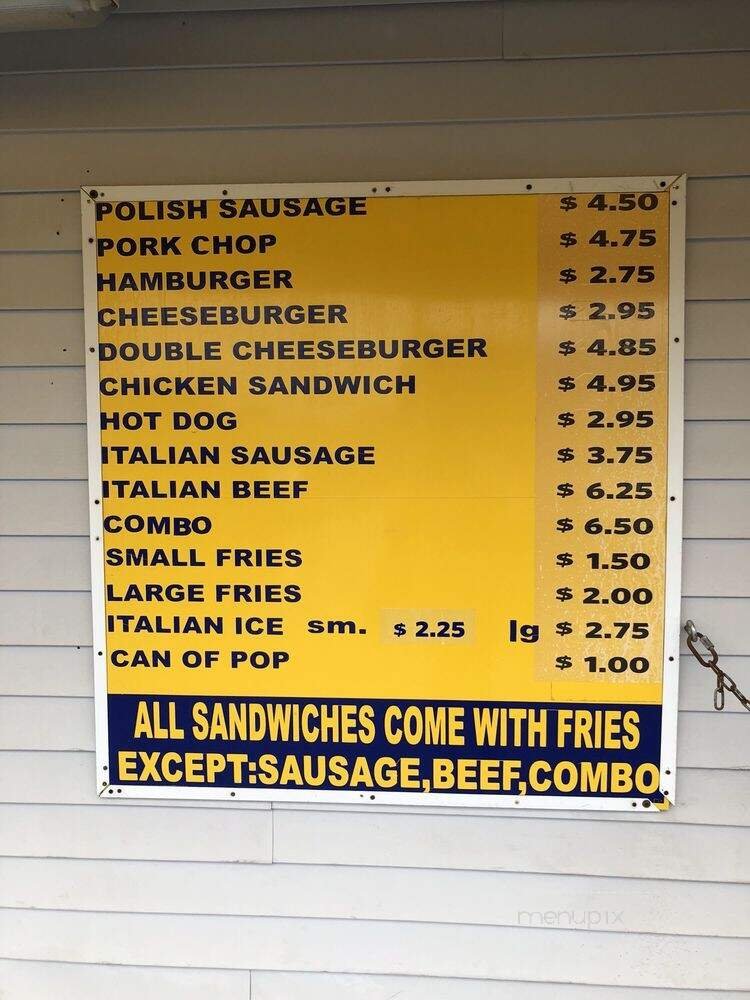 POLISH SAUSAGE $ 4.50
PORK CHOP $ 4.75
HAMBURGER $ 2.75
CHEESEBURGER $ 2.95
DOUBLE CHEESEBURGER $ 4.85
CHICKEN SANDWICH $ 4.95
HOT DOG $ 2.95
ITALIAN SAUSAGE $ 3.75
ITALIAN BEEF $ 6.25
COMBO $ 6.50
SMALL FRIES $ 1.50
LARGE FRIES $ 2.00
ITALIAN ICE sm. $ 2.25 lg $ 2.75
CAN OF POP $ 1.00
ALL SANDWICHES COME WITH FRIES
EXCEPT:SAUSAGE,BEEF,COMBO
menupix